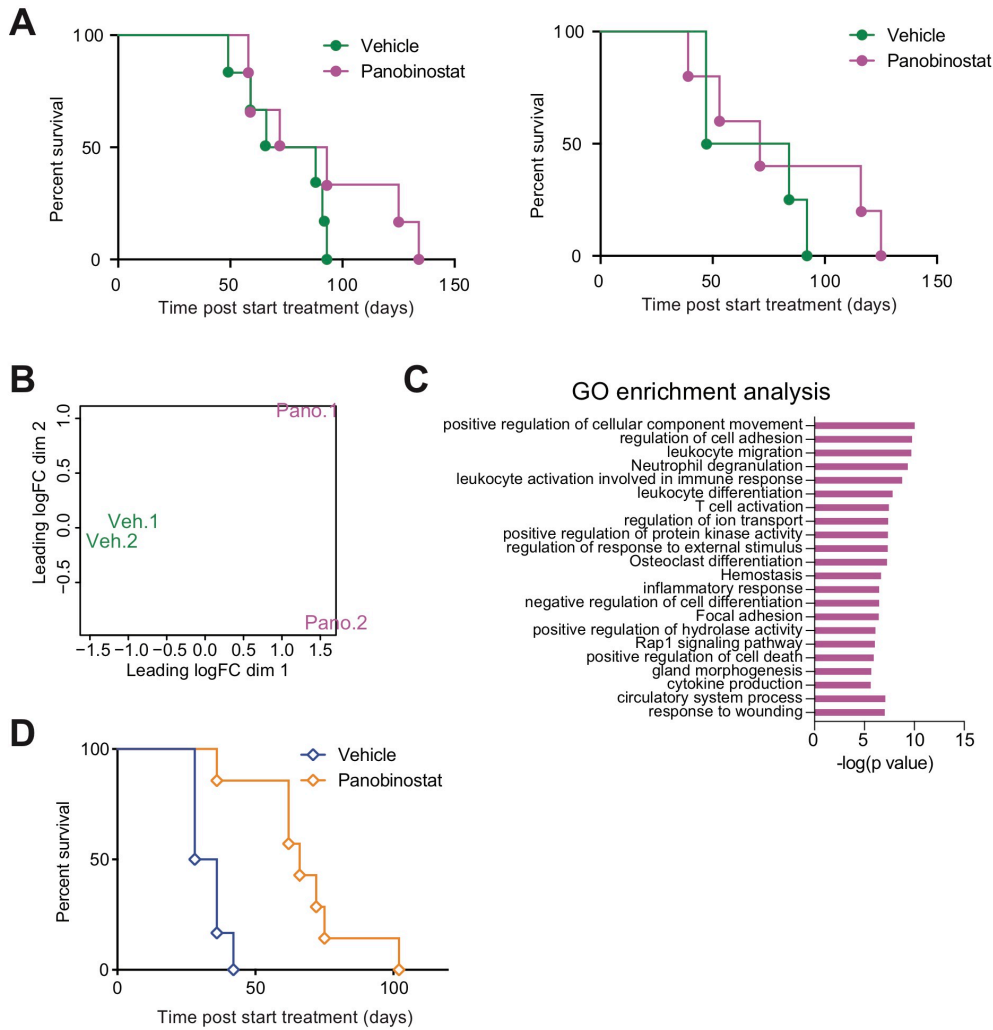 A
100
50
0
Percent survival
0
50
100
150
Time post start treatment (days)
Vehicle
Panobinostat
100
50
0
Percent survival
0
50
100
150
Time post start treatment (days)
Vehicle
Panobinostat
B
1.0
0.5
0.0
−0.5
Leading logFC dim 2
Pano.1
Veh.1
Veh.2
Pano.2
−1.5 −1.0 −0.5 0.0 0.5 1.0 1.5
Leading logFC dim 1
C
GO enrichment analysis
positive regulation of cellular component movement
regulation of cell adhesion
leukocyte migration
Neutrophil degranulation
leukocyte activation involved in immune response
leukocyte differentiation
T cell activation
regulation of ion transport
positive regulation of protein kinase activity
regulation of response to external stimulus
Osteoclast differentiation
Hemostasis
inflammatory response
negative regulation of cell differentiation
Focal adhesion
positive regulation of hydrolase activity
Rap1 signaling pathway
positive regulation of cell death
gland morphogenesis
cytokine production
circulatory system process
response to wounding
0 5 10 15
-log(p value)
D
100
50
0
Percent survival
0
50
100
Time post start treatment (days)
Vehicle
Panobinostat